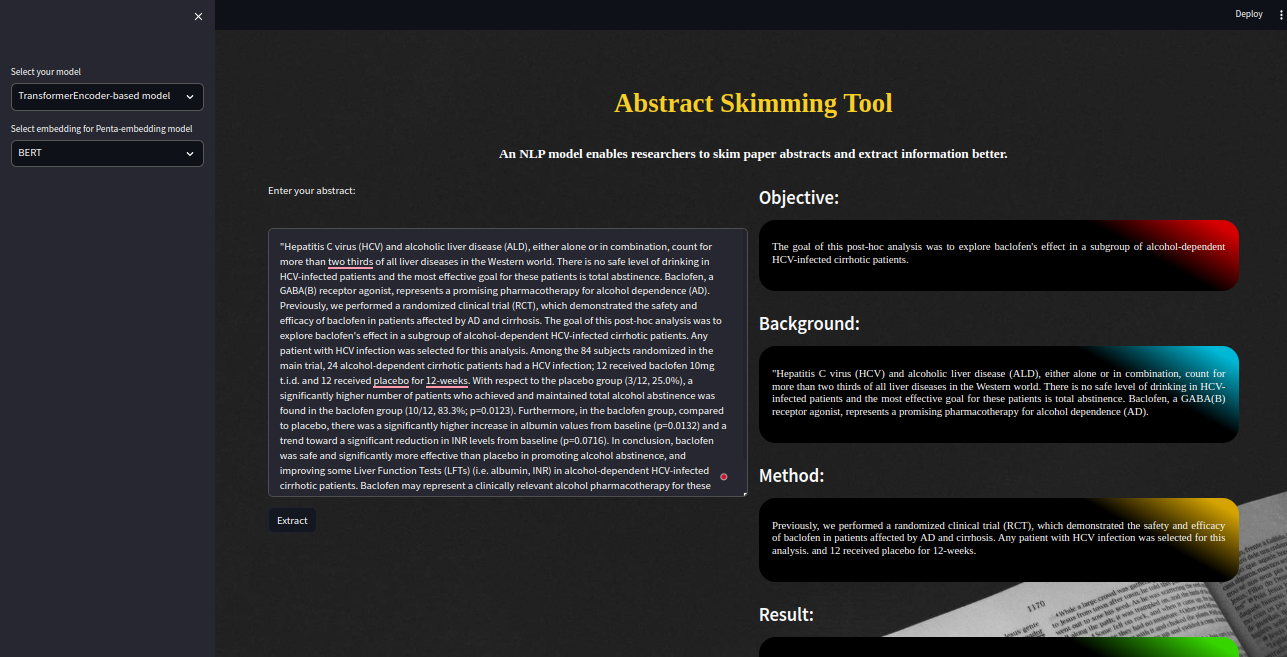 Deploy
Select your model
TransformerEncoder-based model
Select embedding for Penta-embedding model
BERT
Abstract Skimming Tool
An NLP model enables researchers to skim paper abstracts and extract information better.
Enter your abstract:
"Hepatitis C virus (HCV) and alcoholic liver disease (ALD), either alone or in combination, count for
more than two thirds of all liver diseases in the Western world. There is no safe level of drinking in
HCV-infected patients and the most effective goal for these patients is total abstinence. Baclofen, a
GABA(B) receptor agonist, represents a promising pharmacotherapy for alcohol dependence (AD).
Previously, we performed a randomized clinical trial (RCT), which demonstrated the safety and
efficacy of baclofen in patients affected by AD and cirrhosis. The goal of this post-hoc analysis was to
explore baclofen's effect in a subgroup of alcohol-dependent HCV-infected cirrhotic patients. Any
patient with HCV infection was selected for this analysis. Among the 84 subjects randomized in the
main trial, 24 alcohol-dependent cirrhotic patients had a HCV infection; 12 received baclofen 10mg
t.i.d. and 12 received placebo for 12-weeks. With respect to the placebo group (3/12, 25.0%), a
significantly higher number of patients who achieved and maintained total alcohol abstinence was
found in the baclofen group (10/12, 83.3%; p=0.0123). Furthermore, in the baclofen group, compared
to placebo, there was a significantly higher increase in albumin values from baseline (p=0.0132) and a
trend toward a significant reduction in INR levels from baseline (p=0.0716). In conclusion, baclofen
was safe and significantly more effective than placebo in promoting alcohol abstinence, and
improving some Liver Function Tests (LFTs) (i.e. albumin, INR) in alcohol-dependent HCV-infected
cirrhotic patients. Baclofen may represent a clinically relevant alcohol pharmacotherapy for these
Extract
Objective:
The goal of this post-hoc analysis was to explore baclofen's effect in a subgroup of alcohol-dependent
HCV-infected cirrhotic patients.
Background:
"Hepatitis C virus (HCV) and alcoholic liver disease (ALD), either alone or in combination, count for
more than two thirds of all liver diseases in the Western world. There is no safe level of drinking in HCV-
infected patients and the most effective goal for these patients is total abstinence. Baclofen, a GABA(B)
receptor agonist, represents a promising pharmacotherapy for alcohol dependence (AD).
Method:
Previously, we performed a randomized clinical trial (RCT), which demonstrated the safety and efficacy
of baclofen in patients affected by AD and cirrhosis. Any patient with HCV infection was selected for this
analysis. and 12 received placebo for 12-weeks.
Result:
1170